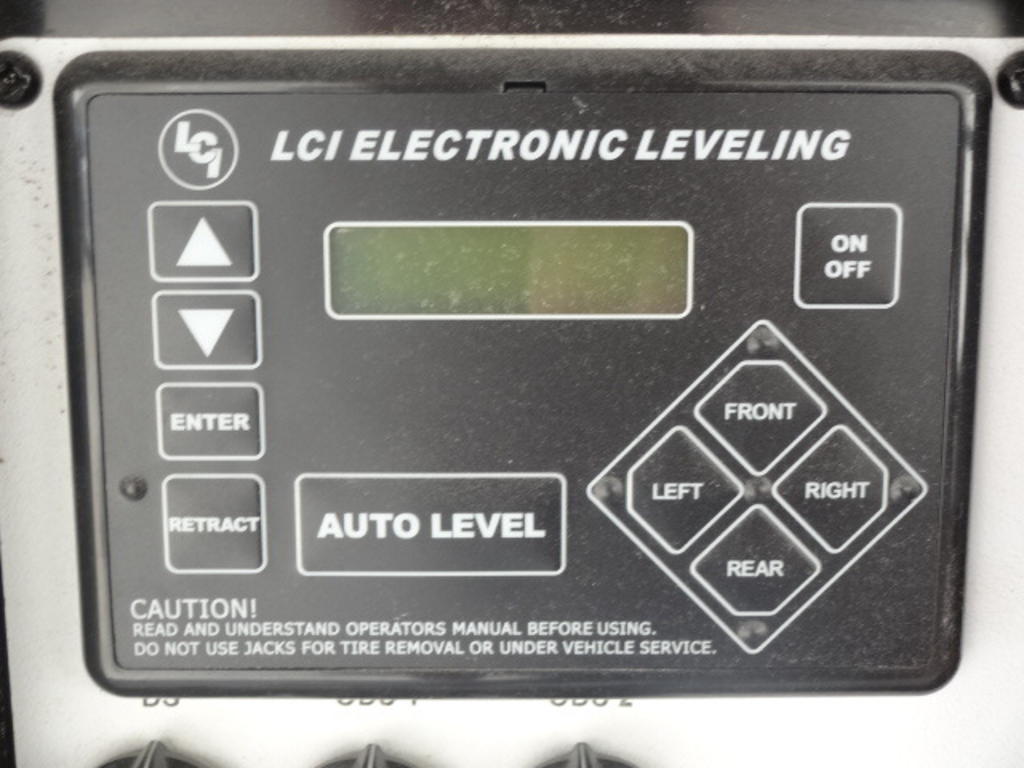 LCI LCI ELECTRONIC LEVELING
ON
OFF
FRONT
ENTER
LEFT
RIGHT
RETRACT
AUTO LEVEL
REAR
CAUTION!
READ AND UNDERSTAND OPERATORS MANUAL BEFORE USING.
DO NOT USE JACKS FOR TIRE REMOVAL OR UNDER VEHICLE SERVICE.